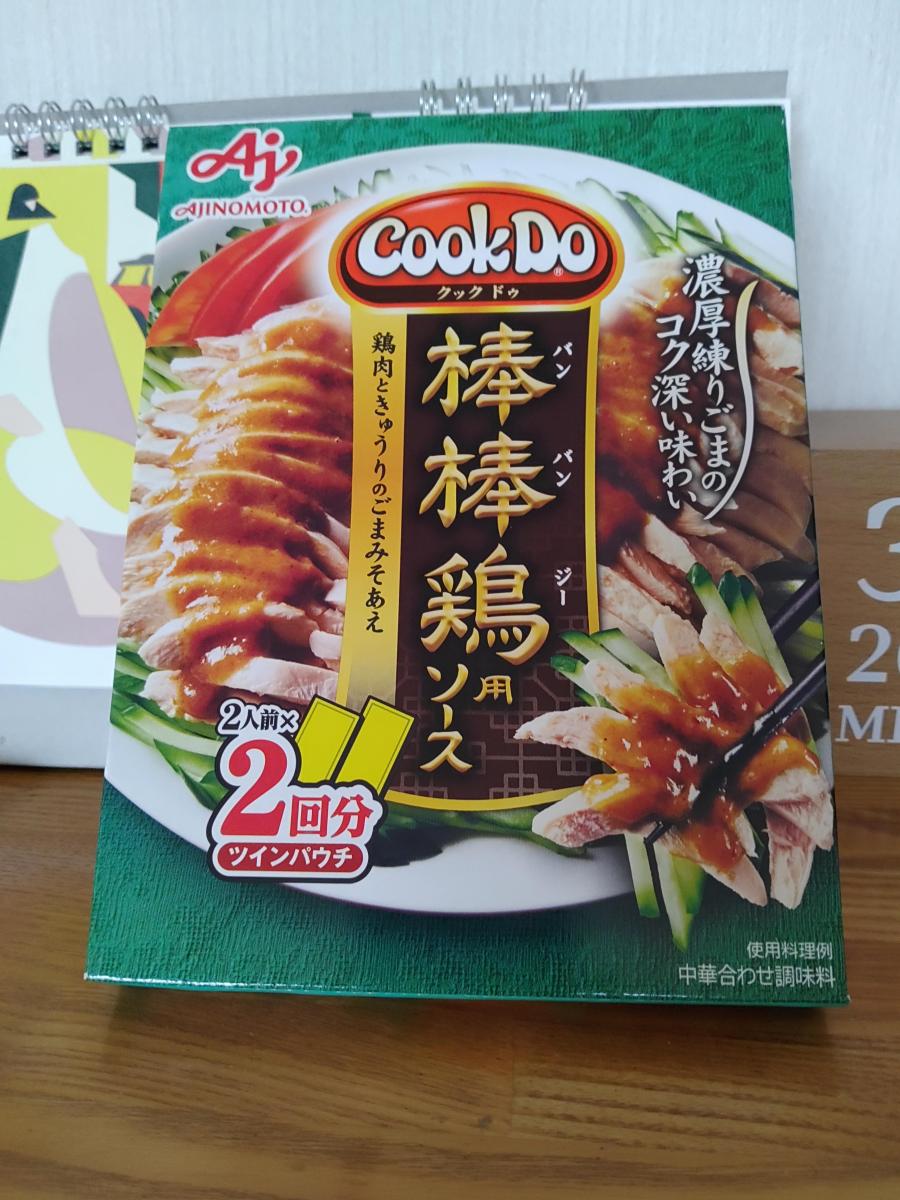 Aj
AJINOMOTO®
CookDo®
クックドゥ
濃厚練りごまの
コク深い味わい
バンバンジー
棒棒鶏用
ソース
鶏肉ときゅうりのごまみそあえ
2人前×
2回分
ツインパウチ
使用料理例
中華合わせ調味料